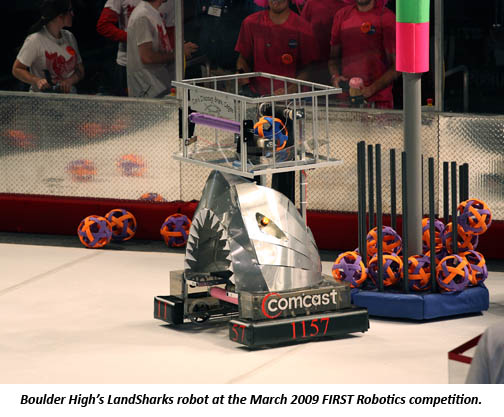 comcast
1157
Boulder High's LandSharks robot at the March 2009 FIRST Robotics competition.